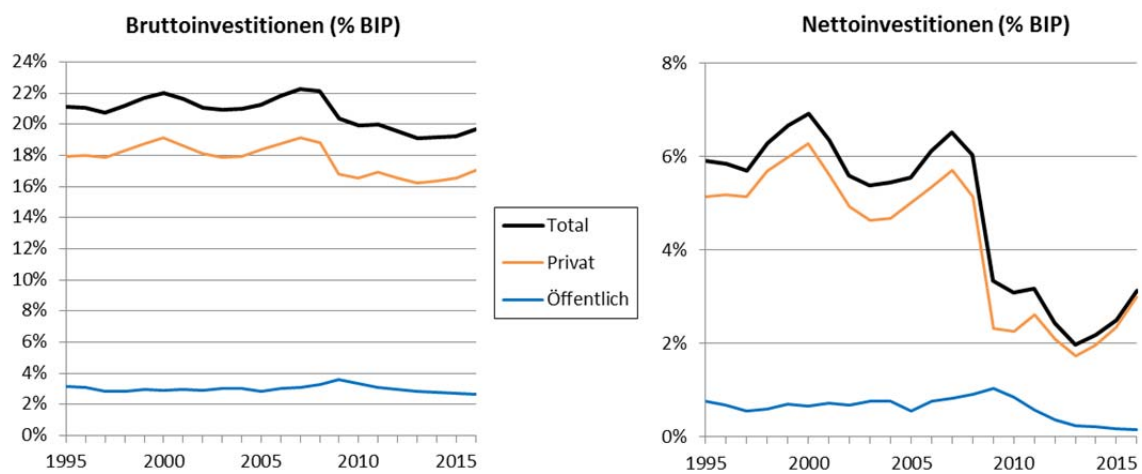 Bruttoinvestitionen (% BIP)
24%
22%
20%
18%
16%
14%
12%
10%
8%
6%
4%
2%
0%
1995 2000 2005 2010 2015
Total
Privat
Öffentlich
Nettoinvestitionen (% BIP)
8%
6%
4%
2%
0%
1995 2000 2005 2010 2015